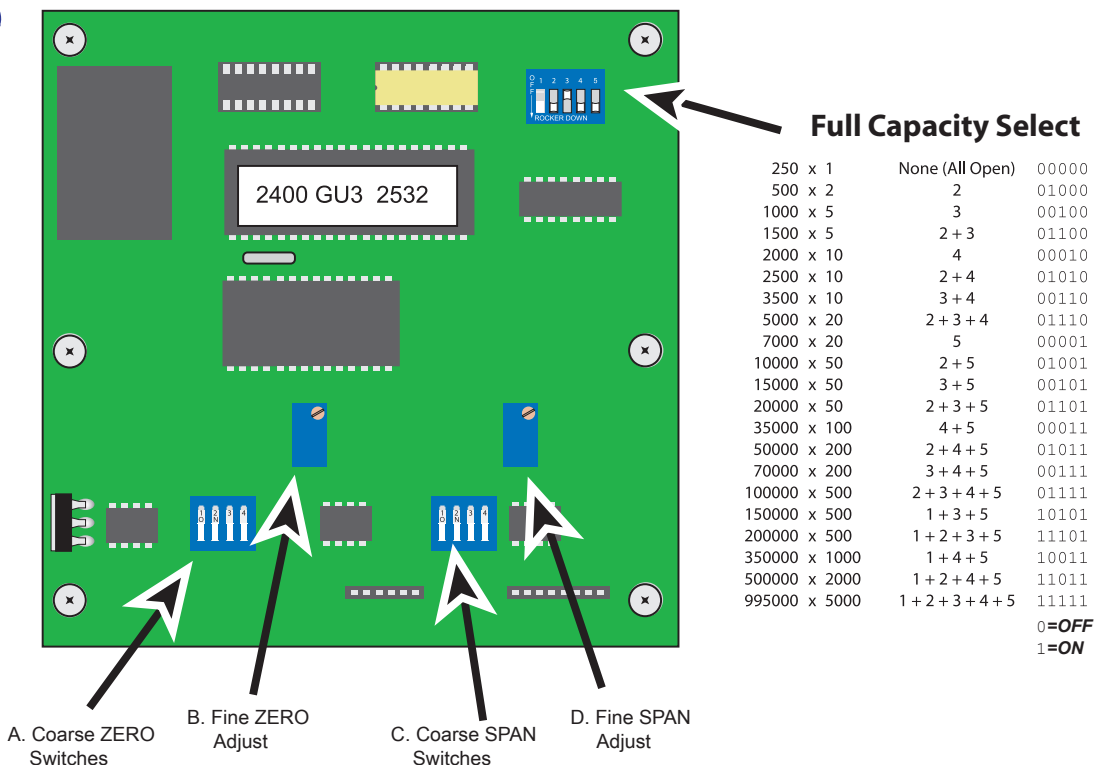 OFF
1 2 3 4 5
ROCKER DOWN
2400 GU3 2532
1 2 3 4
O N
1 2 3 4
O N
A. Coarse ZERO
Switches
B. Fine ZERO
Adjust
C. Coarse SPAN
Switches
D. Fine SPAN
Adjust
Full Capacity Select
250 x 1 None (All Open) 00000
500 x 2 2 01000
1000 x 5 3 00100
1500 x 5 2 + 3 01100
2000 x 10 4 00010
2500 x 10 2 + 4 01010
3500 x 10 3 + 4 00110
5000 x 20 2 + 3 + 4 01110
7000 x 20 5 00001
10000 x 50 2 + 5 01001
15000 x 50 3 + 5 00101
20000 x 50 2 + 3 + 5 01101
35000 x 100 4 + 5 00011
50000 x 200 2 + 4 + 5 01011
70000 x 200 3 + 4 + 5 00111
100000 x 500 2 + 3 + 4 + 5 01111
150000 x 500 1 + 3 + 5 10101
200000 x 500 1 + 2 + 3 + 5 11101
350000 x 1000 1 + 4 + 5 10011
500000 x 2000 1 + 2 + 4 + 5 11011
995000 x 5000 1 + 2 + 3 + 4 + 5 11111
0=OFF
1=ON